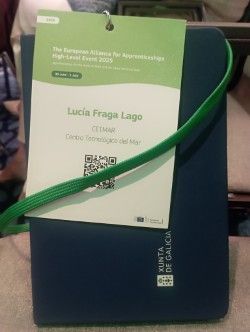 The European Alliance for Apprenticeships
High-Level Event 2025
Lucía Fraga Lago
CETMAR
Centro Tecnológico del Mar
XUNTA
DE GALICIA